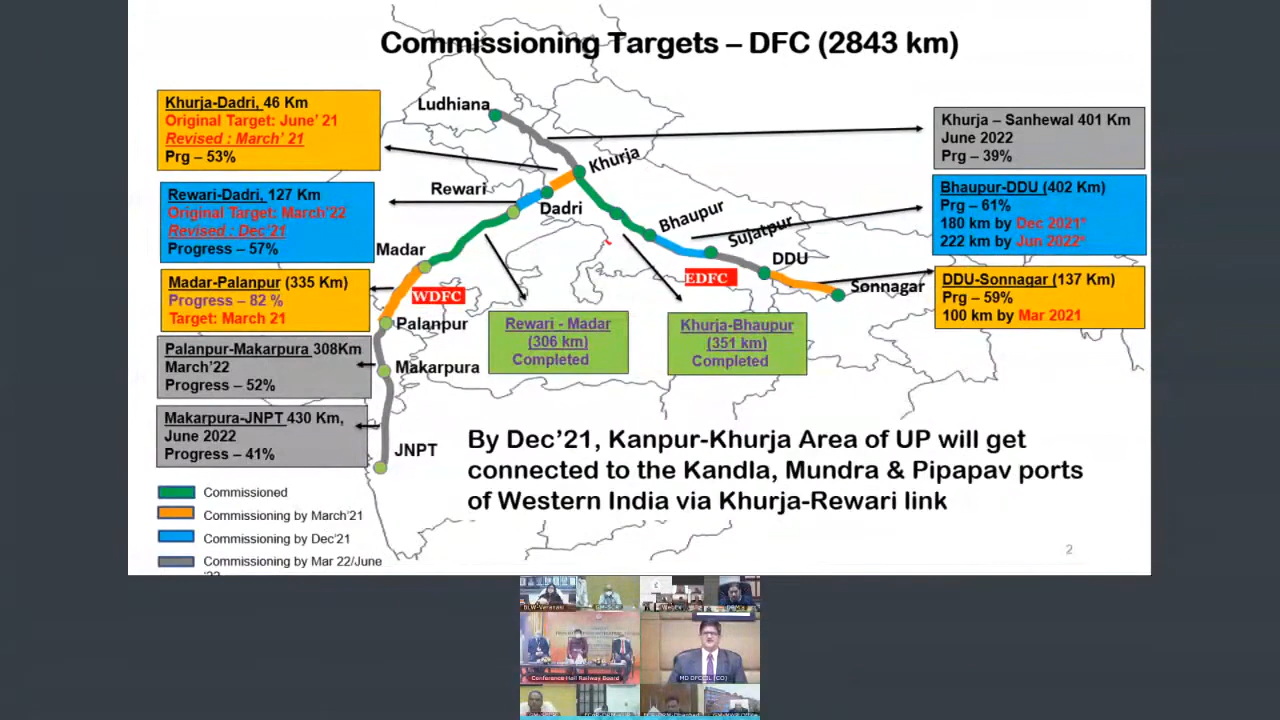 Commissioning Targets – DFC (2843 km)
Khurja-Dadri, 46 Km
Original Target: June' 21
Revised : March' 21
Prg – 53%
Rewari-Dadri, 127 Km
Original Target: March'22
Revised : Dec'21
Progress – 57%
Madar-Palanpur (335 Km)
Progress – 82 %
Target: March 21
Palanpur-Makarpura 308Km
March'22
Progress – 52%
Makarpura-JNPT 430 Km,
June 2022
Progress – 41%
Ludhiana
Khurja
Rewari
Dadri
Bhaupur
Sujatpur
Madar
DDU
EDFC
WDFC
Sonnagar
Palanpur
Makarpura
JNPT
Rewari - Madar
(306 km)
Completed
Khurja-Bhaupur
(351 km)
Completed
Khurja – Sanhewal 401 Km
June 2022
Prg – 39%
Bhaupur-DDU (402 Km)
Prg – 61%
180 km by Dec 2021*
222 km by Jun 2022*
DDU-Sonnagar (137 Km)
Prg – 59%
100 km by Mar 2021
By Dec'21, Kanpur-Khurja Area of UP will get
connected to the Kandla, Mundra & Pipapav ports
of Western India via Khurja-Rewari link
Commissioned
Commissioning by March'21
Commissioning by Dec'21
Commissioning by Mar 22/June
2
BLW-Varanasi
Conference Hall Railway Board
MD DFCCIL (CO)